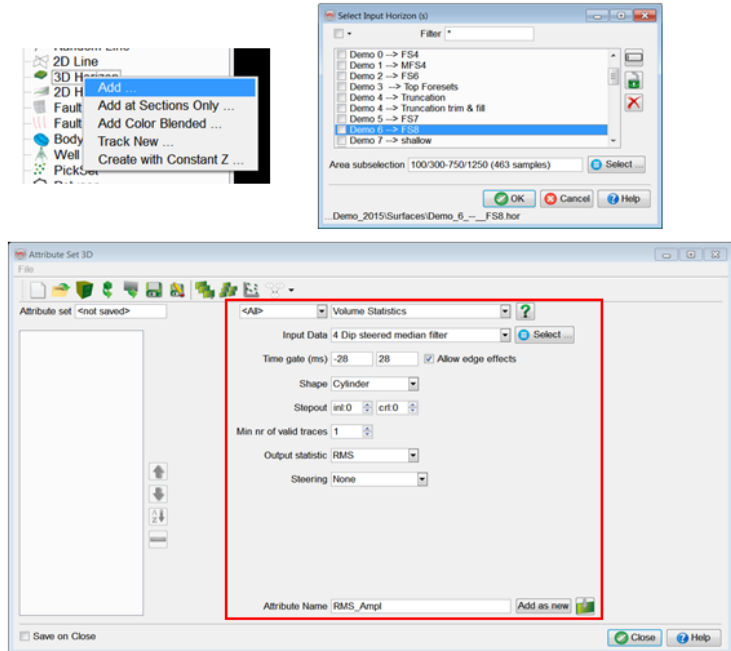 2D Line
3D Horizon
Add ...
Add at Sections Only ...
Add Color Blended ...
Track New ...
Create with Constant Z ...
2D H
Fault
Fault
Body
Well
PickSet
Select Input Horizon (s)
Filter *
Demo 0 --> FS4
Demo 1 --> MFS4
Demo 2 --> FS6
Demo 3 --> Top Foresets
Demo 4 --> Truncation
Demo 4 --> Truncation trim & fill
Demo 5 --> FS7
Demo 6 --> FS8
Demo 7 --> shallow
Area subselection 100/300-750/1250 (463 samples) Select ...
OK Cancel Help
...Demo_2015\Surfaces\Demo_6_--__FS8.hor
Attribute Set 3D
File
Attribute set <not saved> <All> Volume Statistics ?
Input Data 4 Dip steered median filter Select ...
Time gate (ms) -28 28 Allow edge effects
Shape Cylinder
Stepout inl:0 crl:0
Min nr of valid traces 1
Output statistic RMS
Steering None
Attribute Name RMS_Ampl Add as new
Save on Close Close Help